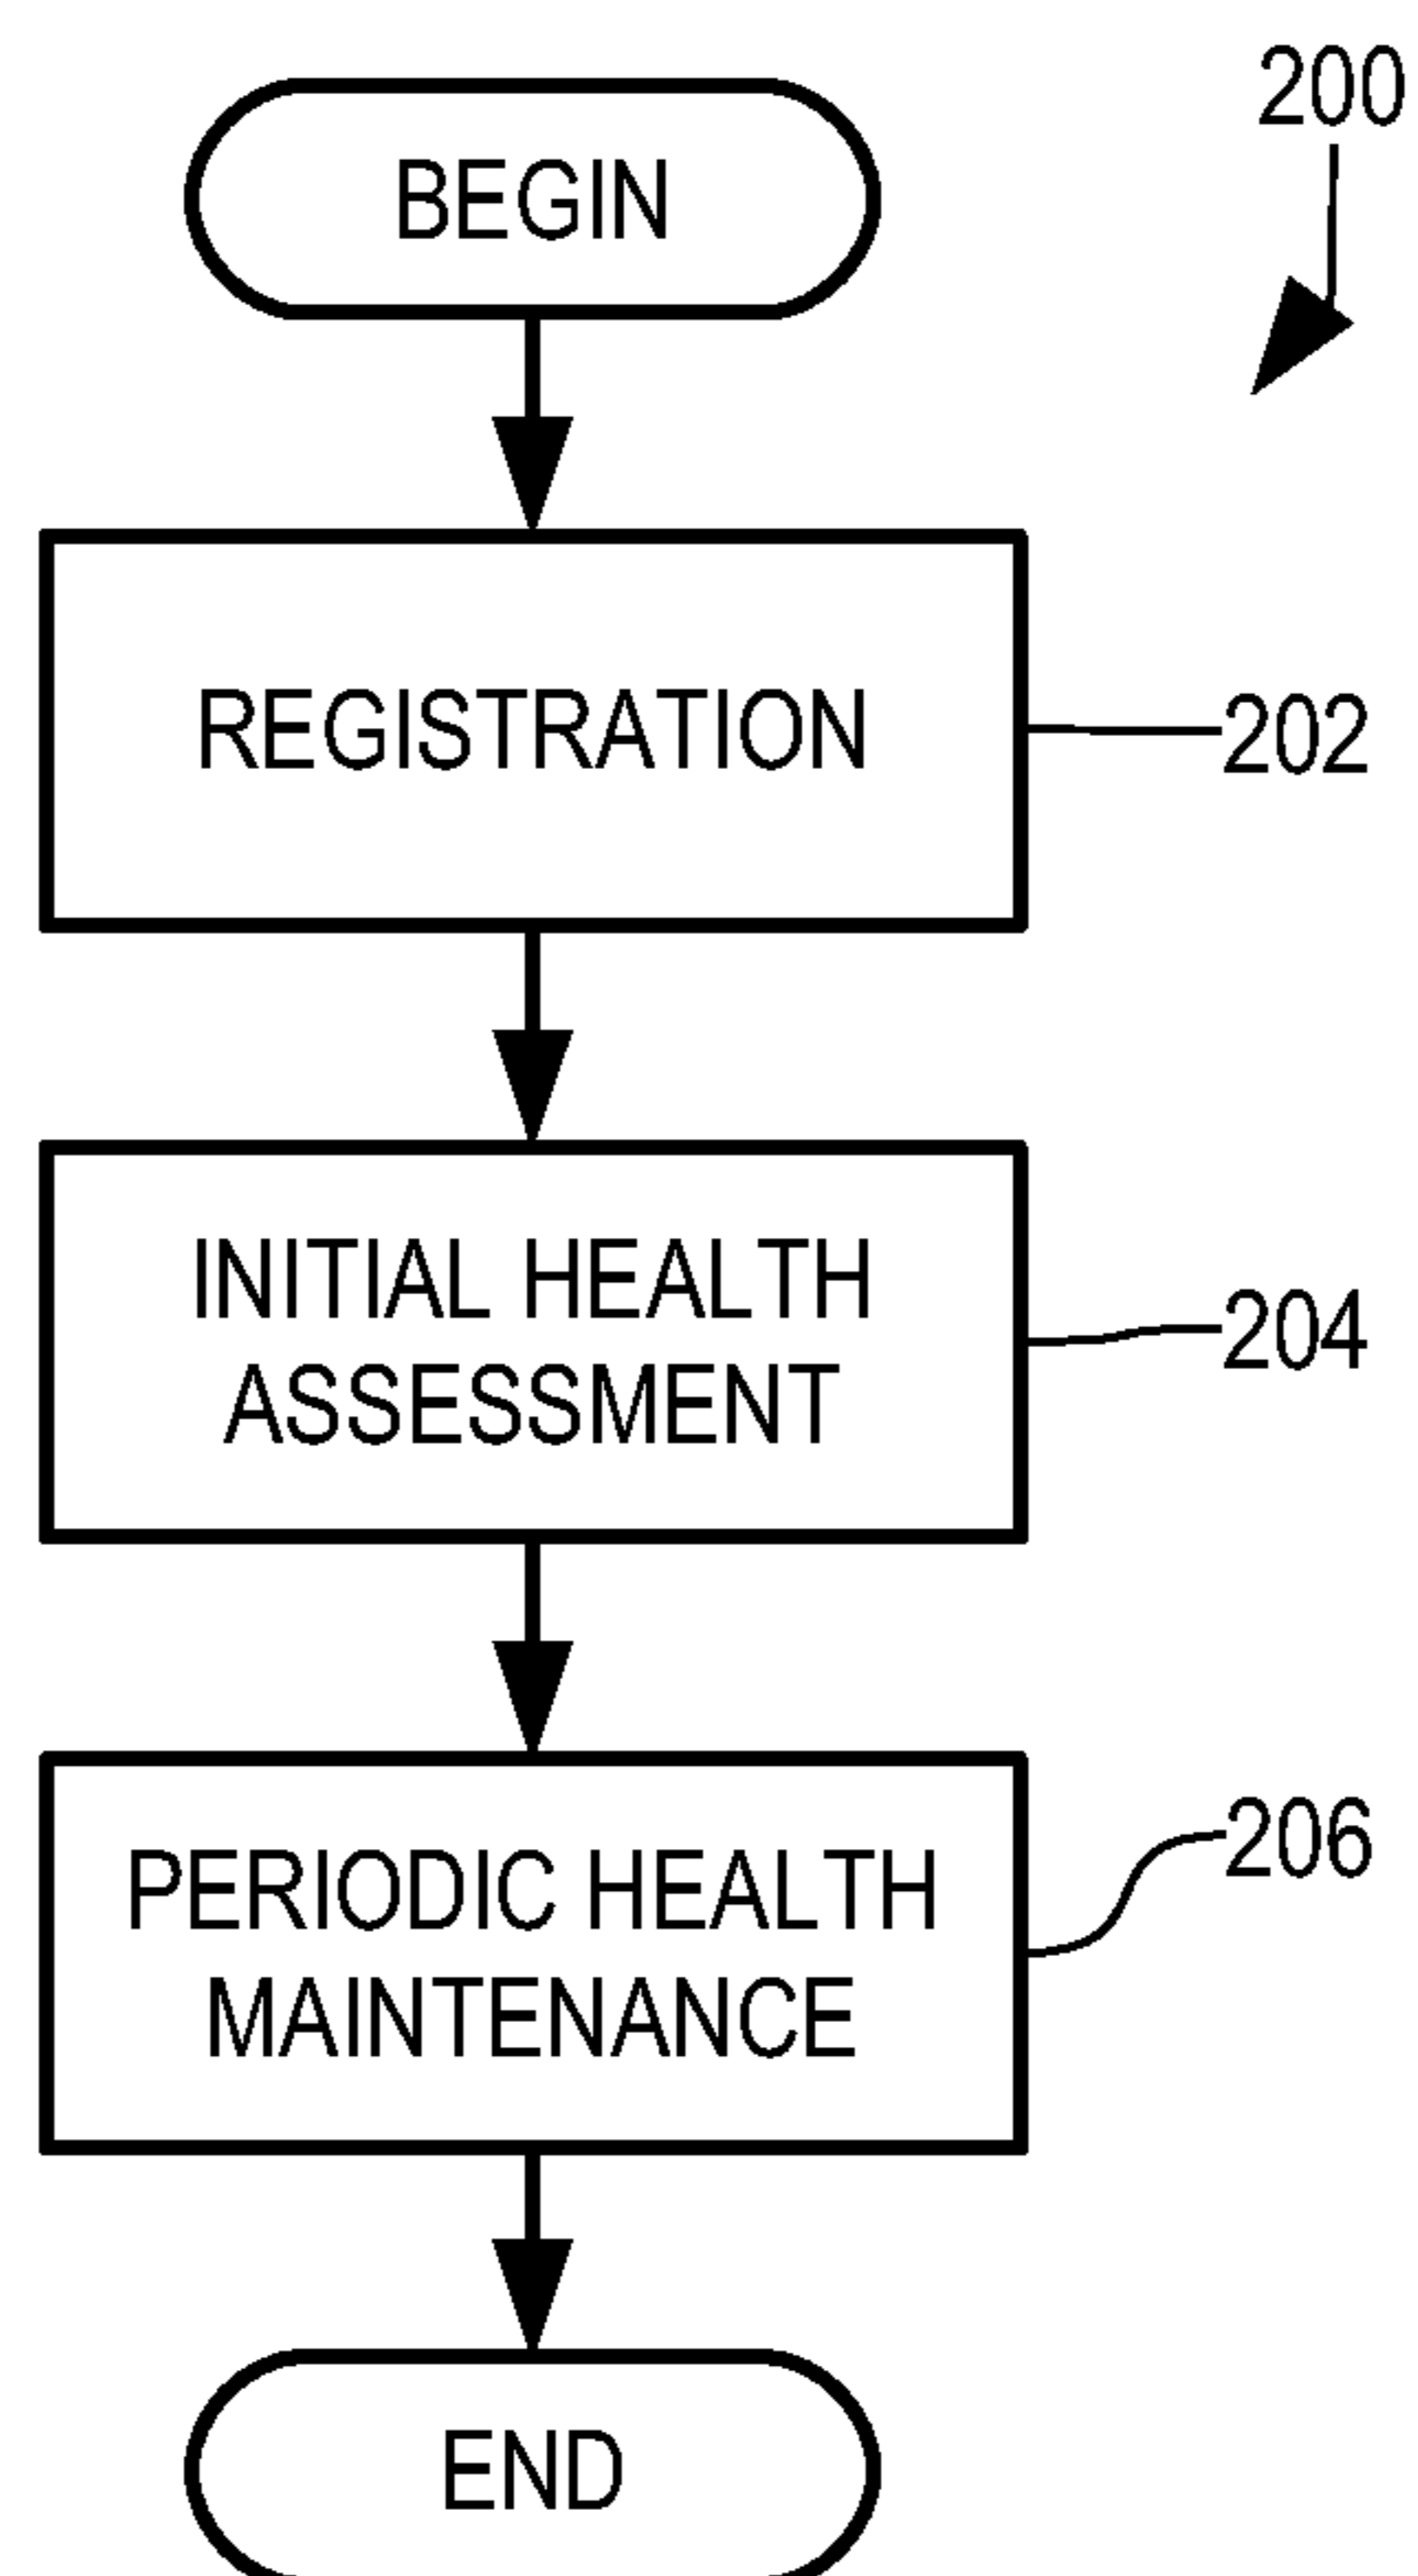 200
BEGIN
REGISTRATION
202
INITIAL HEALTH
ASSESSMENT
204
PERIODIC HEALTH
MAINTENANCE
206
END